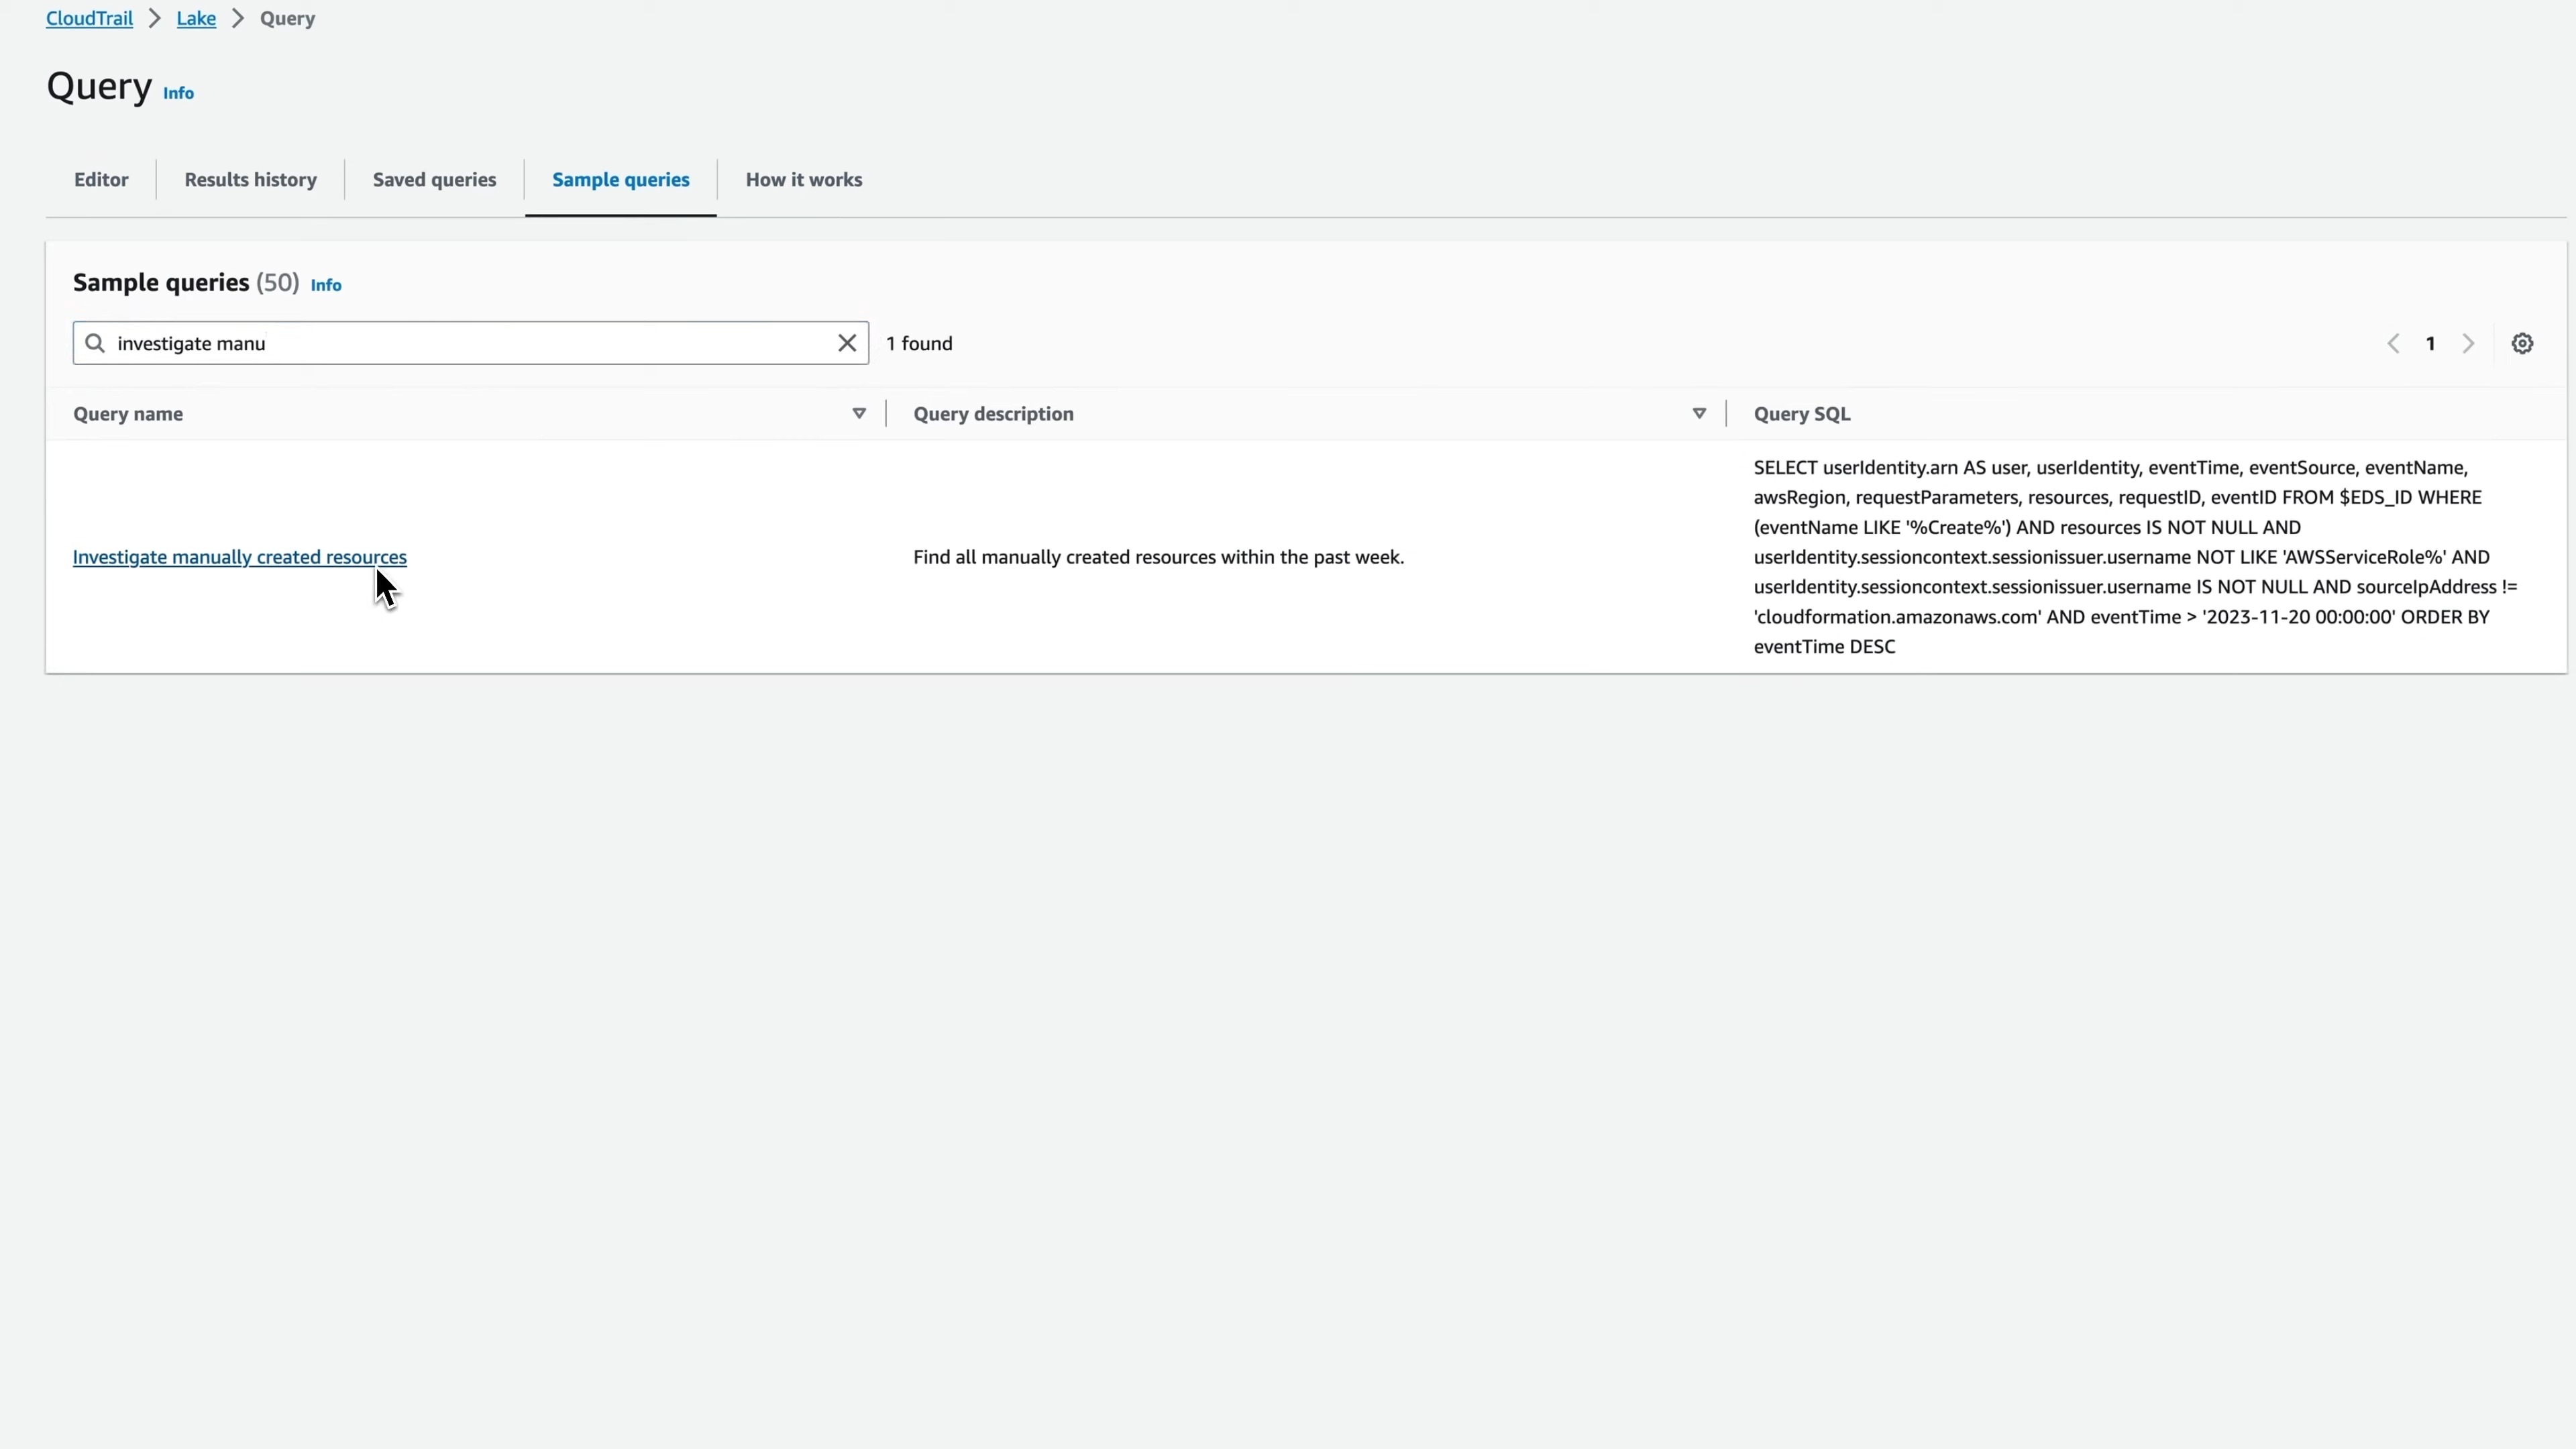 CloudTrail > Lake > Query
Query Info
Editor
Results history
Saved queries
Sample queries
How it works
Sample queries (50) Info
investigate manu
1 found
1
Query name
Query description
Query SQL
Investigate manually created resources
Find all manually created resources within the past week.
SELECT userIdentity.arn AS user, userIdentity, eventTime, eventSource, eventName,
awsRegion, requestParameters, resources, requestID, eventID FROM $EDS_ID WHERE
(eventName LIKE '%Create%') AND resources IS NOT NULL AND
userIdentity.sessioncontext.sessionissuer.username NOT LIKE 'AWSServiceRole%' AND
userIdentity.sessioncontext.sessionissuer.username IS NOT NULL AND sourceIpAddress !=
'cloudformation.amazonaws.com' AND eventTime > '2023-11-20 00:00:00' ORDER BY
eventTime DESC